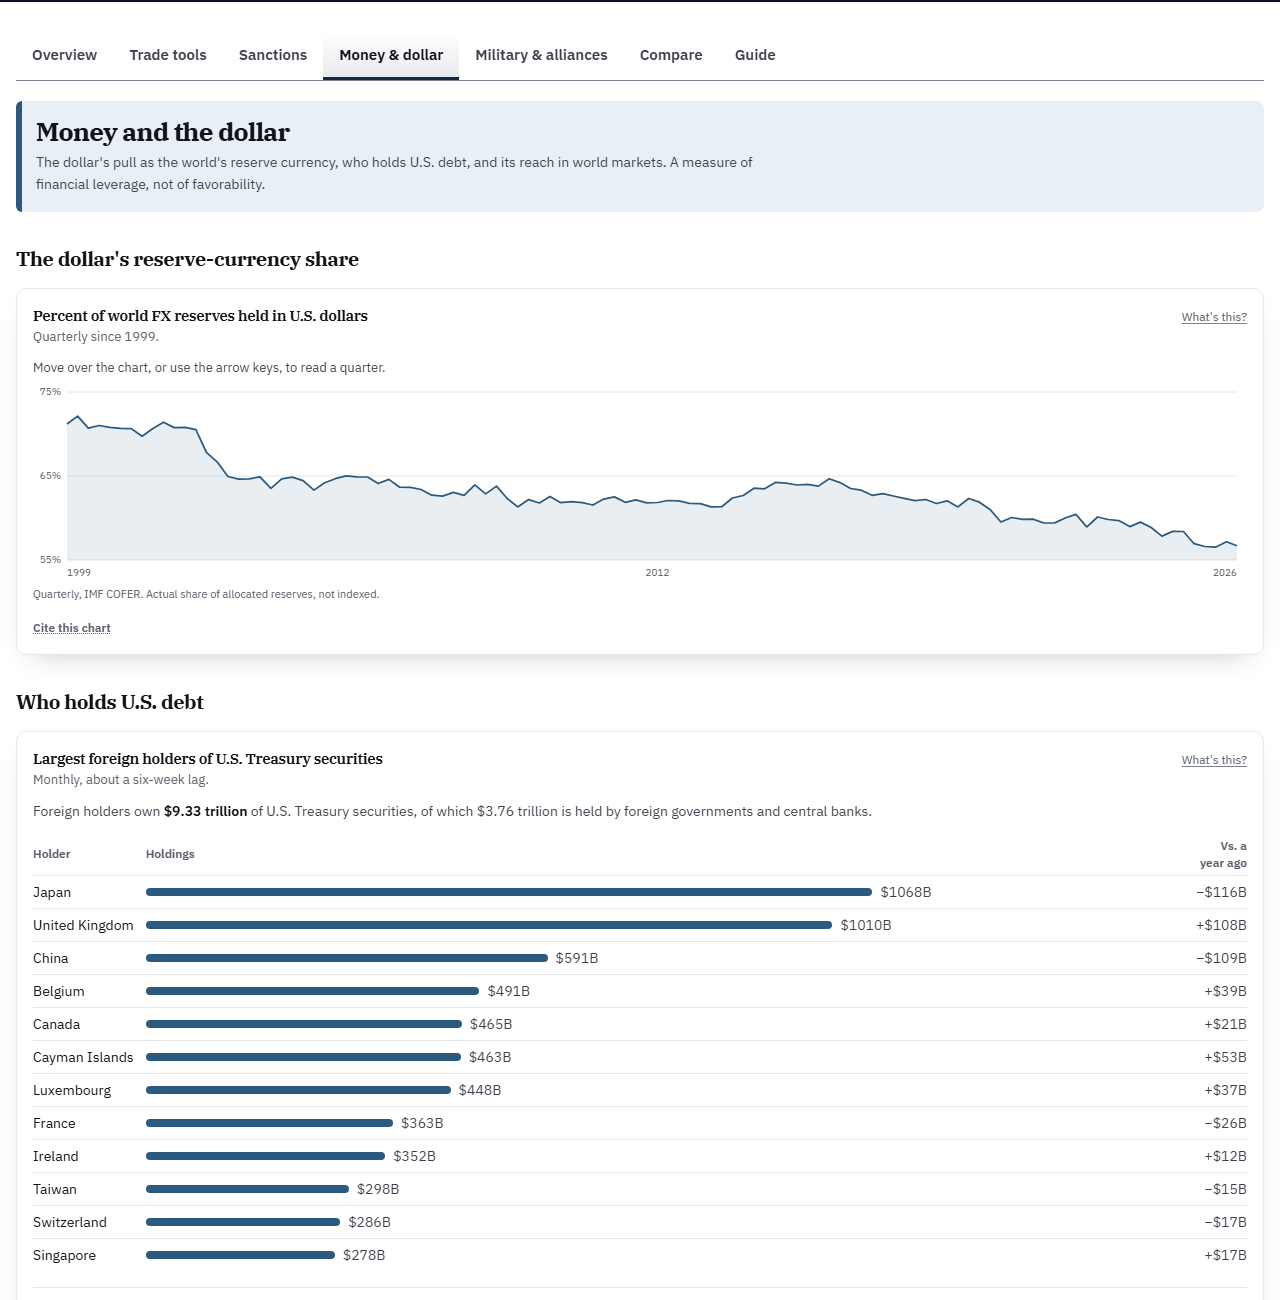 Overview Trade tools Sanctions Money & dollar Military & alliances Compare Guide
Money and the dollar
The dollar's pull as the world's reserve currency, who holds U.S. debt, and its reach in world markets. A measure of
financial leverage, not of favorability.
The dollar's reserve-currency share
Percent of world FX reserves held in U.S. dollars
What's this?
Quarterly since 1999.
Move over the chart, or use the arrow keys, to read a quarter.
75%
65%
55%
1999 2012 2026
Quarterly, IMF COFER. Actual share of allocated reserves, not indexed.
Cite this chart
Who holds U.S. debt
Largest foreign holders of U.S. Treasury securities
What's this?
Monthly, about a six-week lag.
Foreign holders own $9.33 trillion of U.S. Treasury securities, of which $3.76 trillion is held by foreign governments and central banks.
Holder Holdings Vs. a
year ago
Japan $1068B −$116B
United Kingdom $1010B +$108B
China $591B −$109B
Belgium $491B +$39B
Canada $465B +$21B
Cayman Islands $463B +$53B
Luxembourg $448B +$37B
France $363B −$26B
Ireland $352B +$12B
Taiwan $298B −$15B
Switzerland $286B −$17B
Singapore $278B +$17B